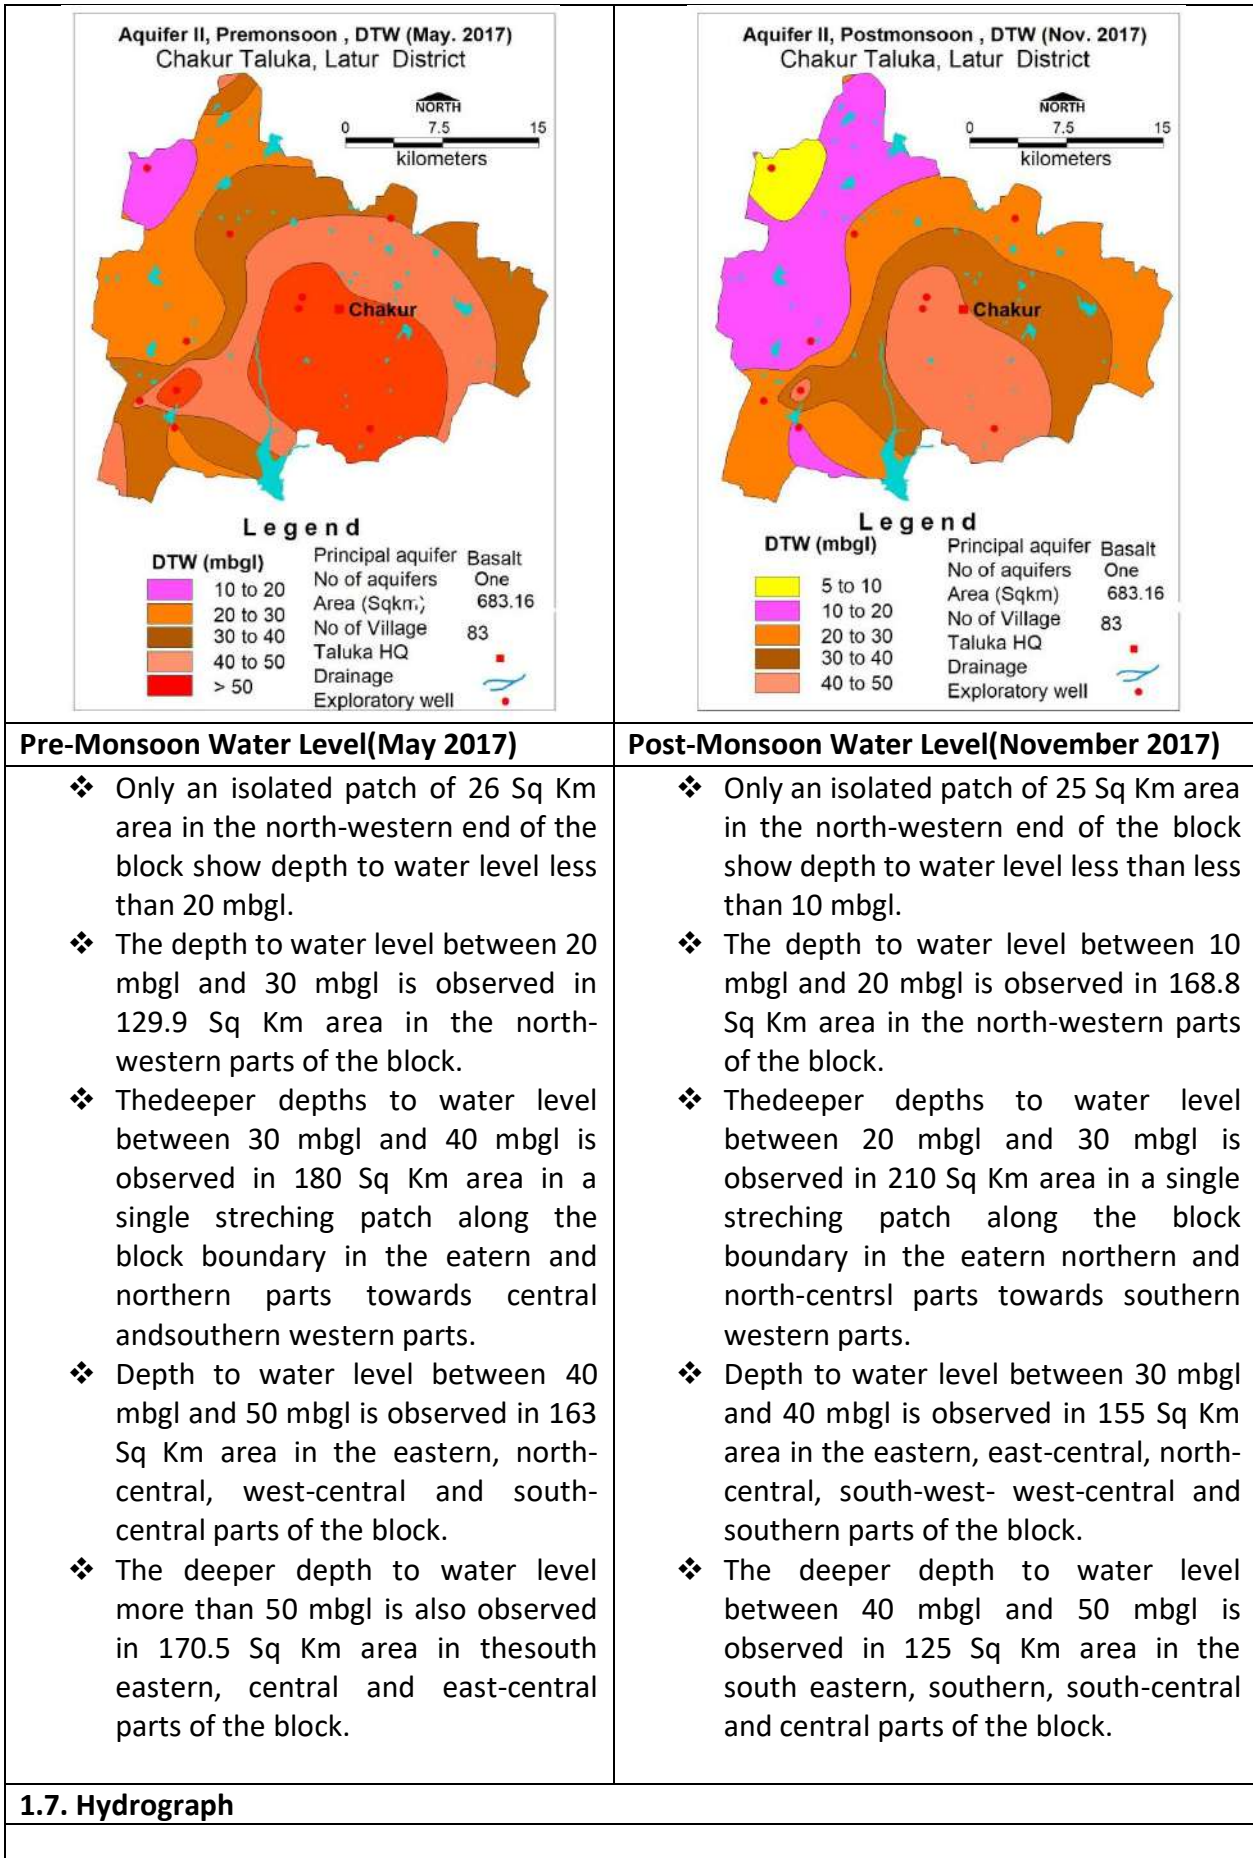 Aquifer II, Premonsoon , DTW (May. 2017)
Chakur Taluka, Latur District
NORTH
0 7.5 15
kilometers
Chakur
Legend
DTW (mbgl)
10 to 20
20 to 30
30 to 40
40 to 50
> 50
Principal aquifer Basalt
No of aquifers One
Area (Sqkm) 683.16
No of Village 83
Taluka HQ
Drainage
Exploratory well
Aquifer II, Postmonsoon , DTW (Nov. 2017)
Chakur Taluka, Latur District
NORTH
0 7.5 15
kilometers
Chakur
Legend
DTW (mbgl)
5 to 10
10 to 20
20 to 30
30 to 40
40 to 50
Principal aquifer Basalt
No of aquifers One
Area (Sqkm) 683.16
No of Village 83
Taluka HQ
Drainage
Exploratory well
Pre-Monsoon Water Level(May 2017)
❖ Only an isolated patch of 26 Sq Km
area in the north-western end of the
block show depth to water level less
than 20 mbgl.
❖ The depth to water level between 20
mbgl and 30 mbgl is observed in
129.9 Sq Km area in the north-
western parts of the block.
❖ Thedeeper depths to water level
between 30 mbgl and 40 mbgl is
observed in 180 Sq Km area in a
single streching patch along the
block boundary in the eatern and
northern parts towards central
andsouthern western parts.
❖ Depth to water level between 40
mbgl and 50 mbgl is observed in 163
Sq Km area in the eastern, north-
central, west-central and south-
central parts of the block.
❖ The deeper depth to water level
more than 50 mbgl is also observed
in 170.5 Sq Km area in thesouth
eastern, central and east-central
parts of the block.
Post-Monsoon Water Level(November 2017)
❖ Only an isolated patch of 25 Sq Km area
in the north-western end of the block
show depth to water level less than less
than 10 mbgl.
❖ The depth to water level between 10
mbgl and 20 mbgl is observed in 168.8
Sq Km area in the north-western parts
of the block.
❖ Thedeeper depths to water level
between 20 mbgl and 30 mbgl is
observed in 210 Sq Km area in a single
streching patch along the block
boundary in the eatern northern and
north-centrsl parts towards southern
western parts.
❖ Depth to water level between 30 mbgl
and 40 mbgl is observed in 155 Sq Km
area in the eastern, east-central, north-
central, south-west- west-central and
southern parts of the block.
❖ The deeper depth to water level
between 40 mbgl and 50 mbgl is
observed in 125 Sq Km area in the
south eastern, southern, south-central
and central parts of the block.
1.7. Hydrograph